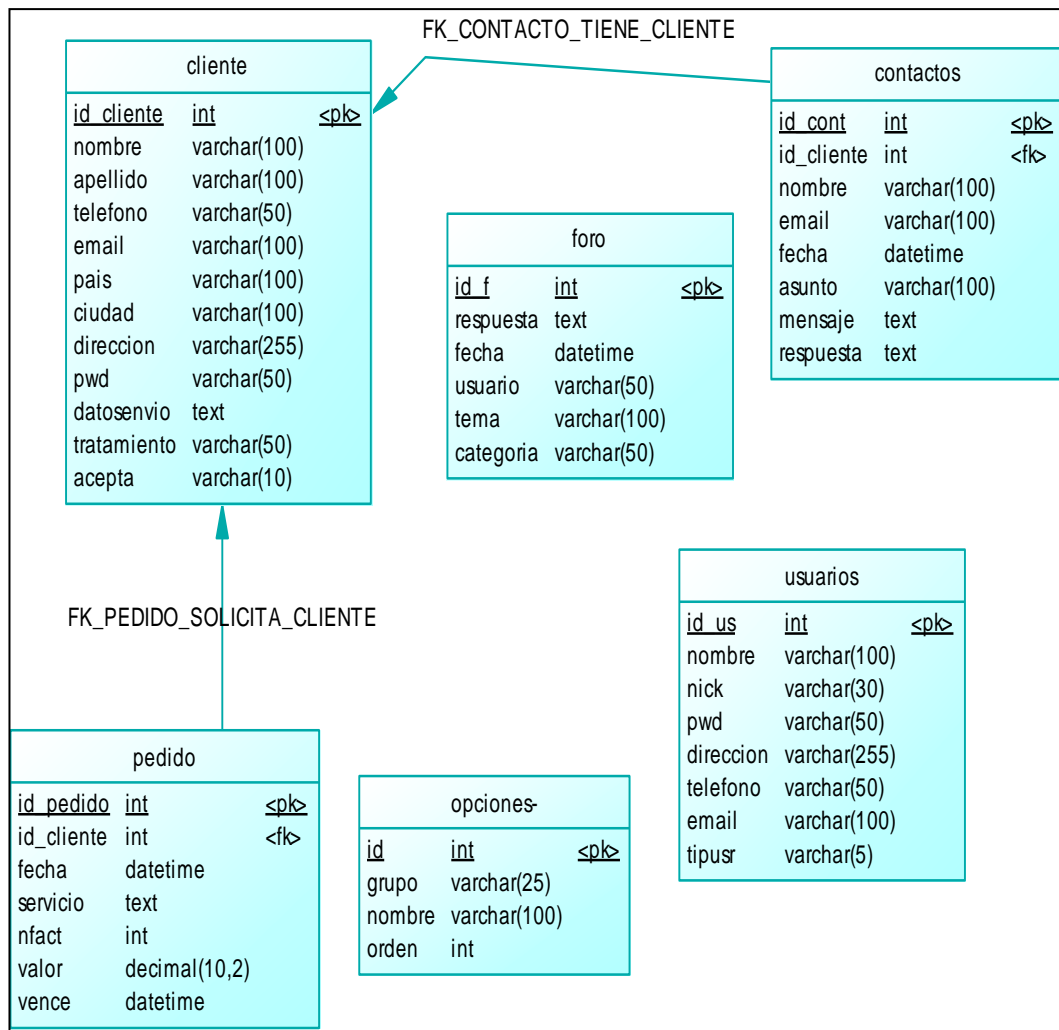 FK_CONTACTO_TIENE_CLIENTE
cliente
id_cliente int <pk>
nombre varchar(100)
apellido varchar(100)
telefono varchar(50)
email varchar(100)
pais varchar(100)
ciudad varchar(100)
direccion varchar(255)
pwd varchar(50)
datosenvio text
tratamiento varchar(50)
acepta varchar(10)
contactos
id_cont int <pk>
id_cliente int <fk>
nombre varchar(100)
email varchar(100)
fecha datetime
asunto varchar(100)
mensaje text
respuesta text
foro
id_f int <pk>
respuesta text
fecha datetime
usuario varchar(50)
tema varchar(100)
categoria varchar(50)
FK_PEDIDO_SOLICITA_CLIENTE
usuarios
id_us int <pk>
nombre varchar(100)
nick varchar(30)
pwd varchar(50)
direccion varchar(255)
telefono varchar(50)
email varchar(100)
tipusr varchar(5)
pedido
id_pedido int <pk>
id_cliente int <fk>
fecha datetime
servicio text
nfact int
valor decimal(10,2)
vence datetime
opciones-
id int <pk>
grupo varchar(25)
nombre varchar(100)
orden int